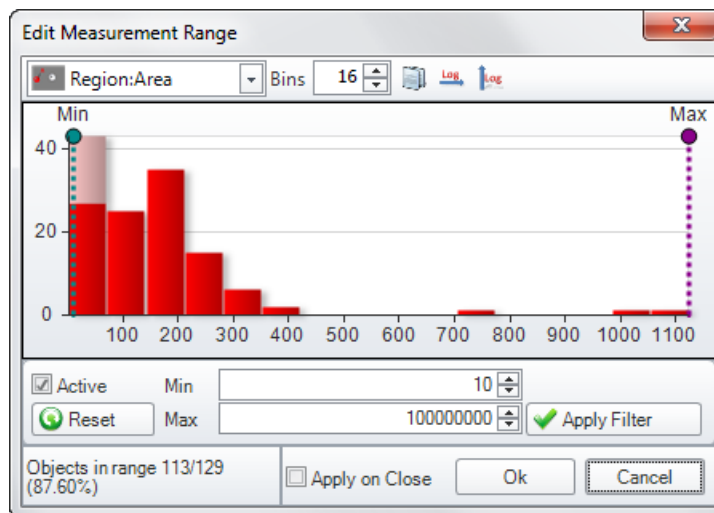 Edit Measurement Range
x
Region:Area Bins 16 Log Log
Min Max
40
20
0
100 200 300 400 500 600 700 800 900 1000 1100
Active Min 10
Reset Max 100000000 Apply Filter
Objects in range 113/129
(87.60%)
Apply on Close Ok Cancel